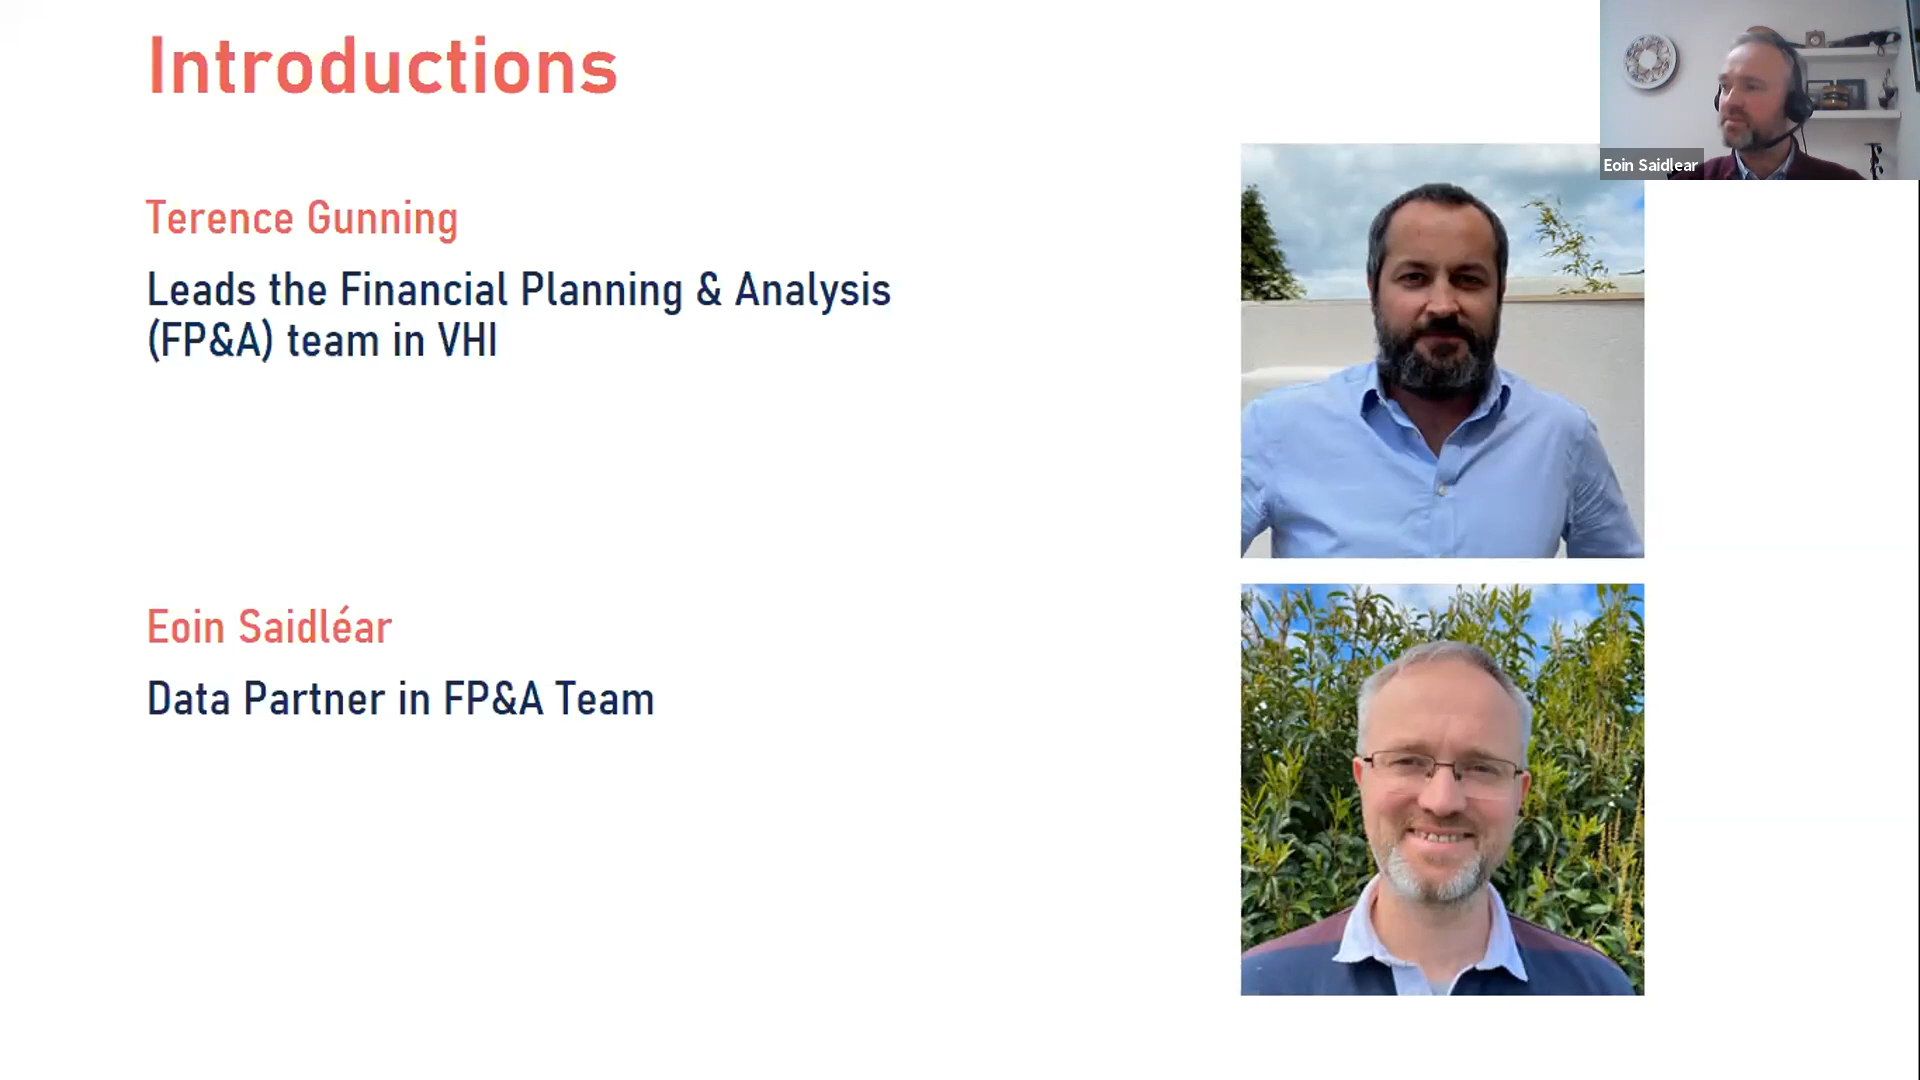 Introductions
Eoin Saidlear
Terence Gunning
Leads the Financial Planning & Analysis
(FP&A) team in VHI
Eoin Saidléar
Data Partner in FP&A Team